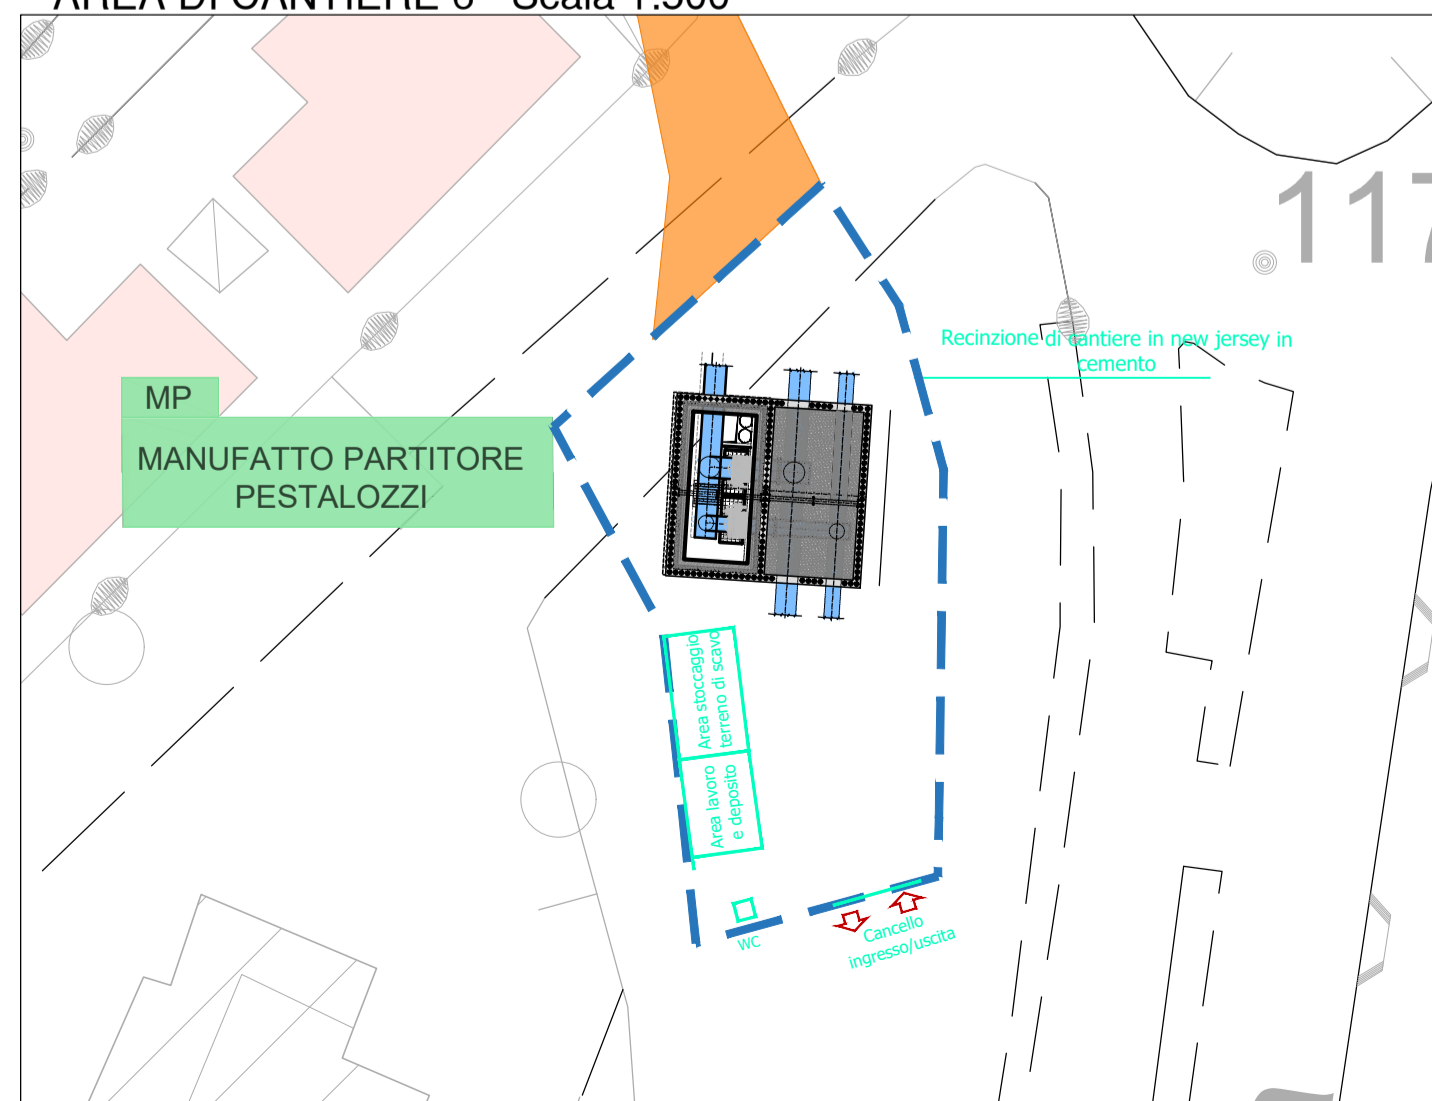 AREA DI CANTIERE 6 Scala 1:500
117
Recinzione di cantiere in new jersey in
cemento
MP
MANUFATTO PARTITORE
PESTALOZZI
Area stoccaggio
terreno di scavo
Area lavoro
e deposito
WC
Cancello
ingresso/uscita